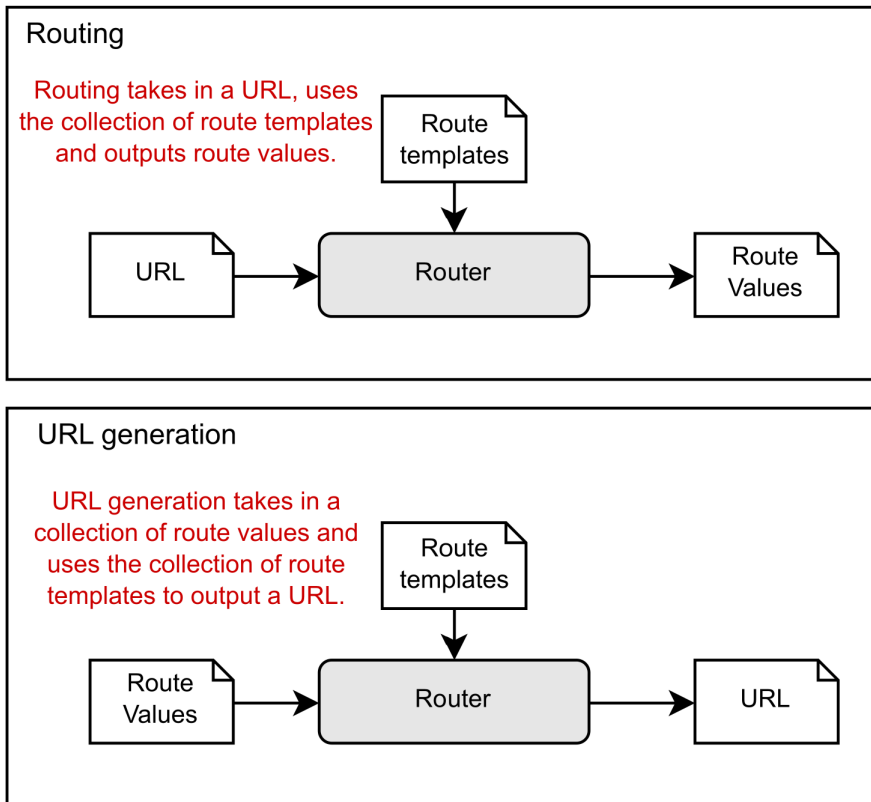 Routing
Routing takes in a URL, uses
the collection of route templates
and outputs route values.
Route
templates
URL
Router
Route
Values
URL generation
URL generation takes in a
collection of route values and
uses the collection of route
templates to output a URL.
Route
templates
Route
Values
Router
URL